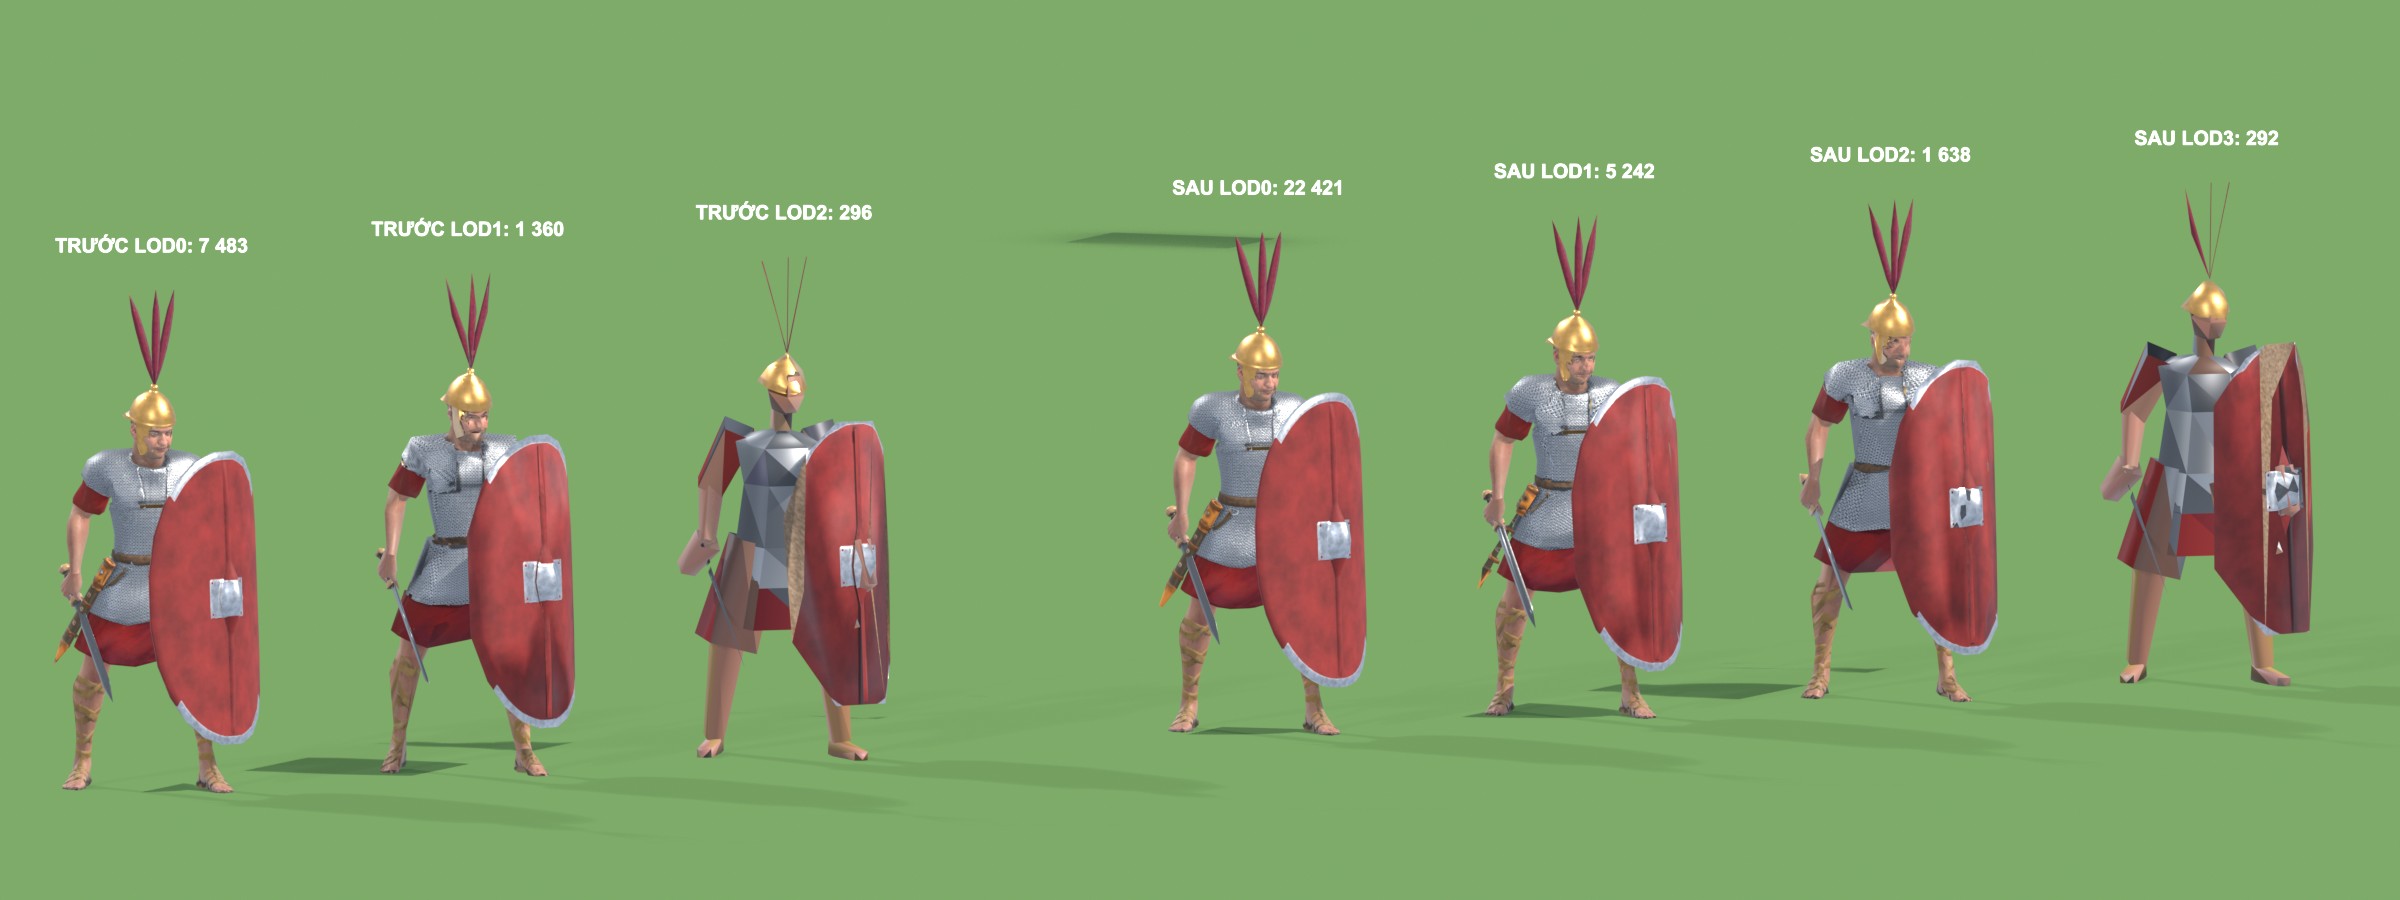 TRƯỚC LOD0: 7 483
TRƯỚC LOD1: 1 360
TRƯỚC LOD2: 296
SAU LOD0: 22 421
SAU LOD1: 5 242
SAU LOD2: 1 638
SAU LOD3: 292